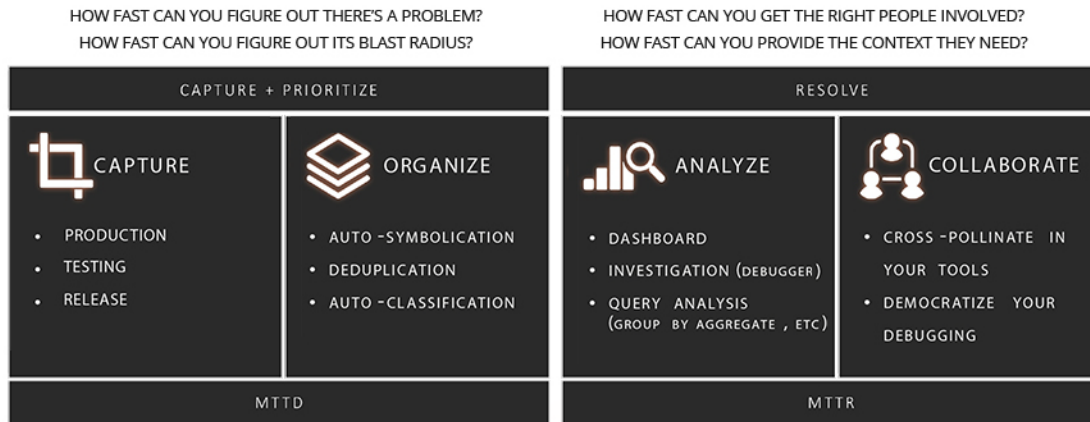 HOW FAST CAN YOU FIGURE OUT THERE'S A PROBLEM?
HOW FAST CAN YOU FIGURE OUT ITS BLAST RADIUS?
CAPTURE + PRIORITIZE
CAPTURE
• PRODUCTION
• TESTING
• RELEASE
ORGANIZE
• AUTO-SYMBOLICATION
• DEDUPLICATION
• AUTO-CLASSIFICATION
MTTD
HOW FAST CAN YOU GET THE RIGHT PEOPLE INVOLVED?
HOW FAST CAN YOU PROVIDE THE CONTEXT THEY NEED?
RESOLVE
ANALYZE
• DASHBOARD
• INVESTIGATION (DEBUGGER)
• QUERY ANALYSIS
(GROUP BY AGGREGATE , ETC)
COLLABORATE
• CROSS-POLLINATE IN
YOUR TOOLS
• DEMOCRATIZE YOUR
DEBUGGING
MTTR